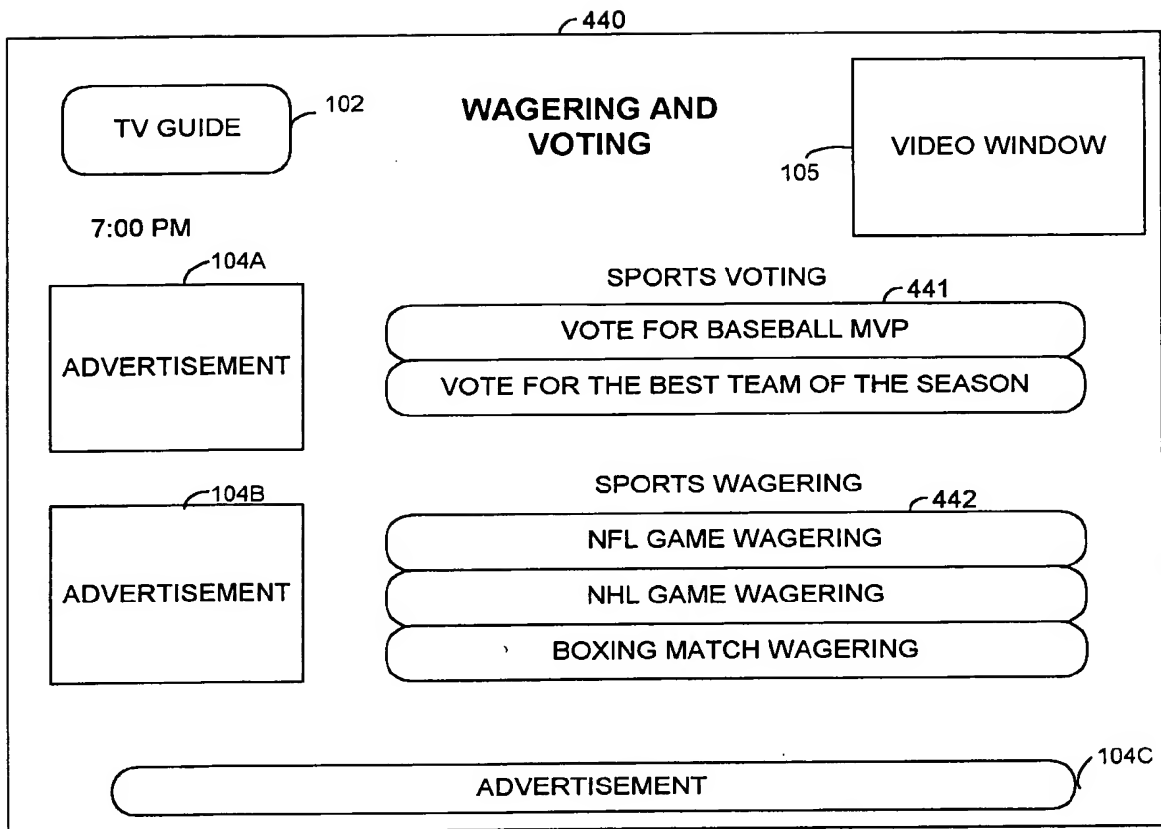 440
TV GUIDE
102
WAGERING AND
VOTING
105
VIDEO WINDOW
7:00 PM
104A
ADVERTISEMENT
SPORTS VOTING
441
VOTE FOR BASEBALL MVP
VOTE FOR THE BEST TEAM OF THE SEASON
104B
ADVERTISEMENT
SPORTS WAGERING
442
NFL GAME WAGERING
NHL GAME WAGERING
BOXING MATCH WAGERING
ADVERTISEMENT
104C